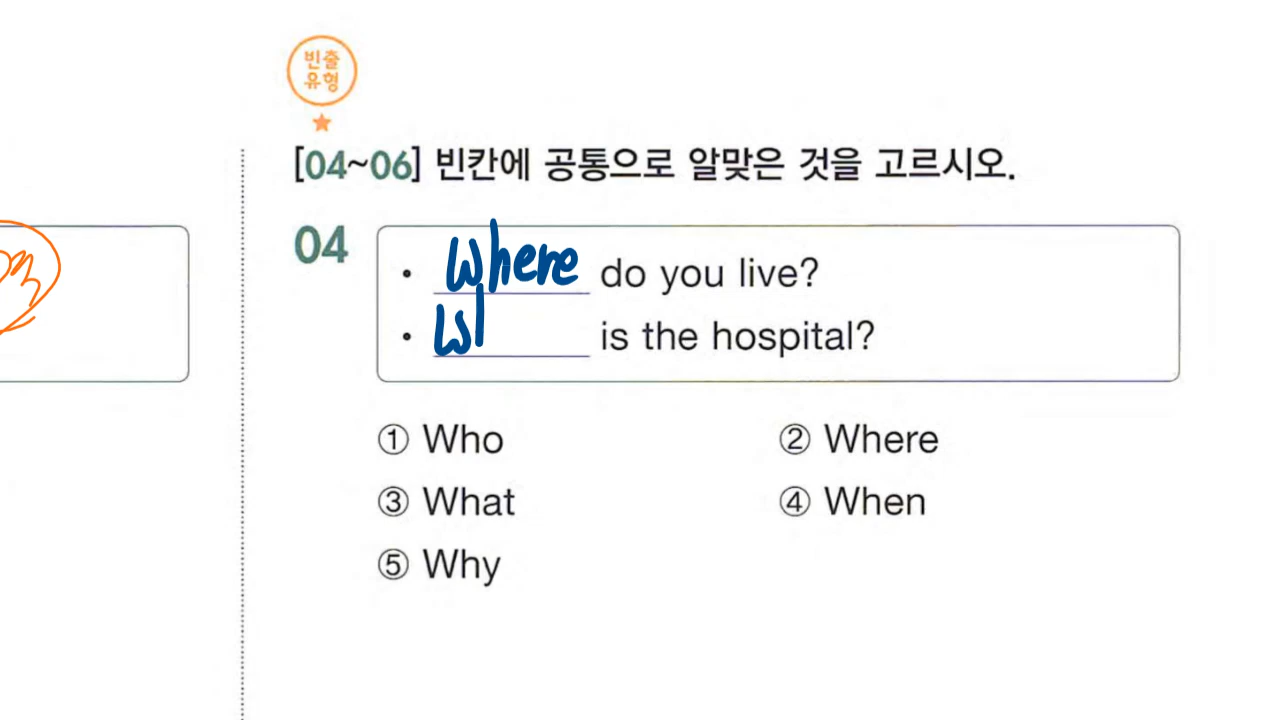 빈출
유형
[04~06] 빈칸에 공통으로 알맞은 것을 고르시오.
04
• Where do you live?
• is the hospital?
① Who ② Where
③ What ④ When
⑤ Why